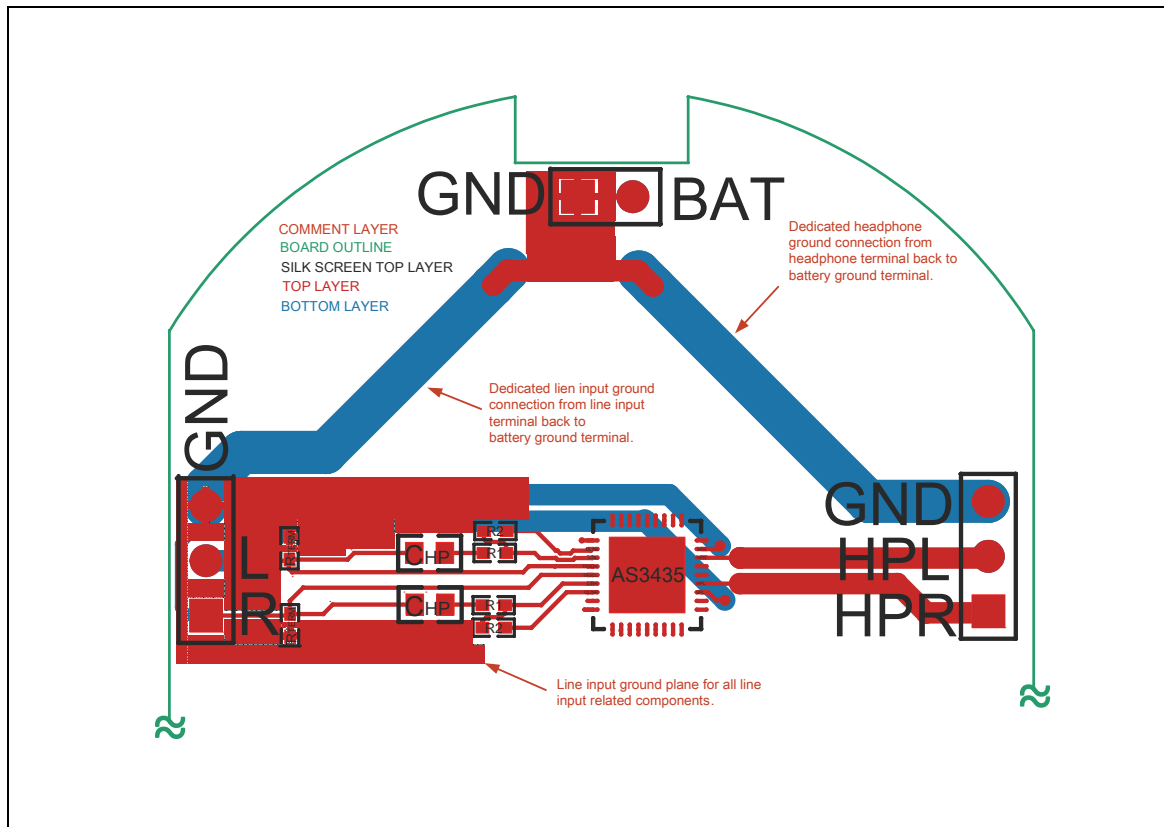 GND BAT
COMMENT LAYER
BOARD OUTLINE
SILK SCREEN TOP LAYER
TOP LAYER
BOTTOM LAYER
Dedicated headphone
ground connection from
headphone terminal back to
battery ground terminal.
Dedicated lien input ground
connection from line input
terminal back to
battery ground terminal.
GND
L
R
RTERM
RTERM
CHP
CHP
R2
R1
R1
R2
AS3435
GND
HPL
HPR
Line input ground plane for all line
input related components.